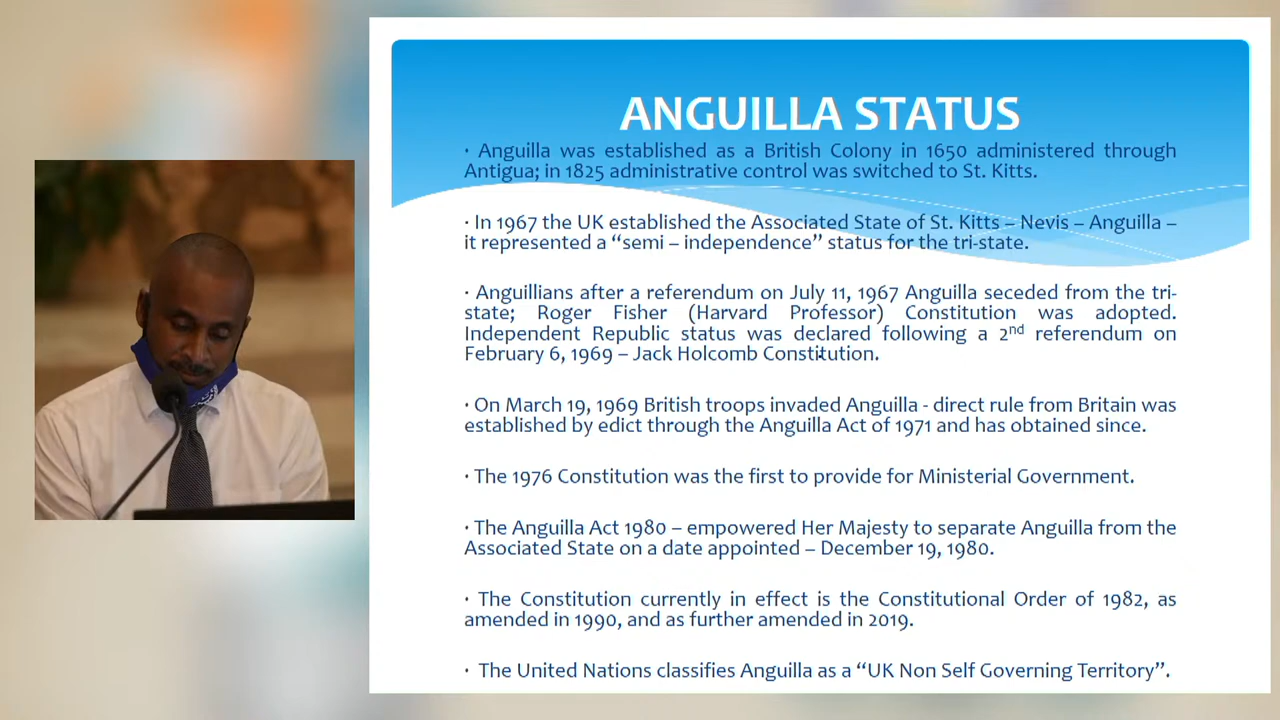 ANGUILLA STATUS
· Anguilla was established as a British Colony in 1650 administered through
Antigua; in 1825 administrative control was switched to St. Kitts.
· In 1967 the UK established the Associated State of St. Kitts – Nevis – Anguilla –
it represented a “semi – independence” status for the tri-state.
· Anguillians after a referendum on July 11, 1967 Anguilla seceded from the tri-
state; Roger Fisher (Harvard Professor) Constitution was adopted.
Independent Republic status was declared following a 2nd referendum on
February 6, 1969 – Jack Holcomb Constitution.
· On March 19, 1969 British troops invaded Anguilla - direct rule from Britain was
established by edict through the Anguilla Act of 1971 and has obtained since.
· The 1976 Constitution was the first to provide for Ministerial Government.
· The Anguilla Act 1980 – empowered Her Majesty to separate Anguilla from the
Associated State on a date appointed – December 19, 1980.
· The Constitution currently in effect is the Constitutional Order of 1982, as
amended in 1990, and as further amended in 2019.
· The United Nations classifies Anguilla as a “UK Non Self Governing Territory”.